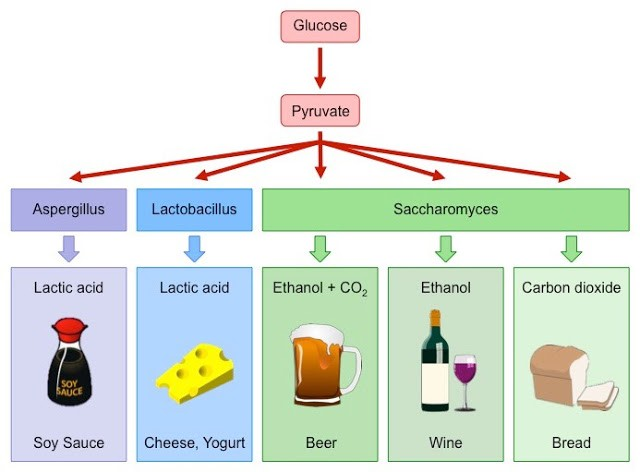 Glucose
Pyruvate
Aspergillus
Lactobacillus
Saccharomyces
Lactic acid
Lactic acid
Ethanol + CO₂
Ethanol
Carbon dioxide
SOY
SAUCE
Soy Sauce
Cheese, Yogurt
Beer
Wine
Bread